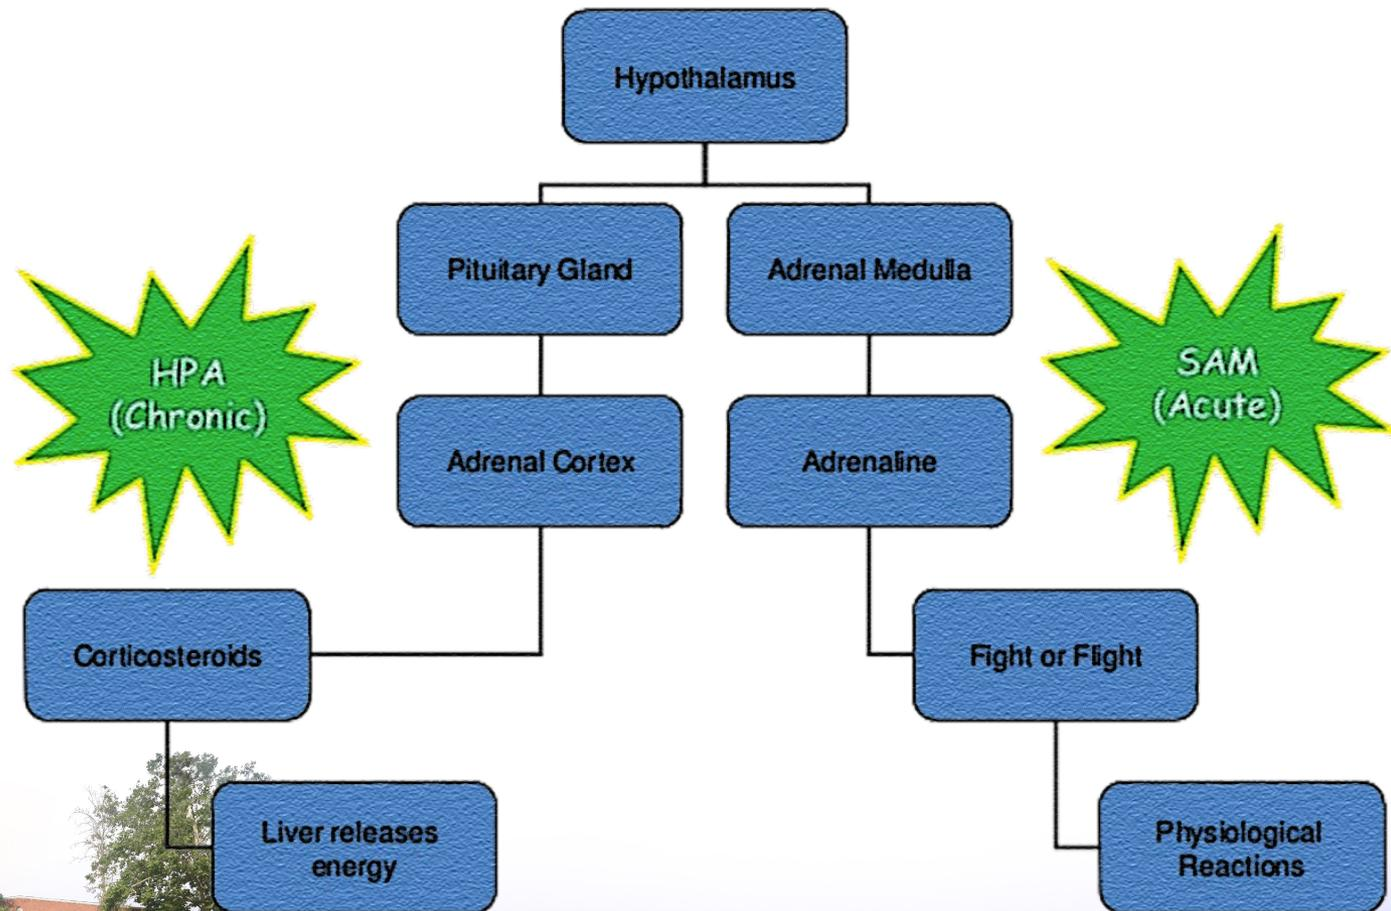 Hypothalamus
Pituitary Gland
Adrenal Medulla
HPA
(Chronic)
SAM
(Acute)
Adrenal Cortex
Adrenaline
Corticosteroids
Fight or Flight
Liver releases
energy
Physiological
Reactions